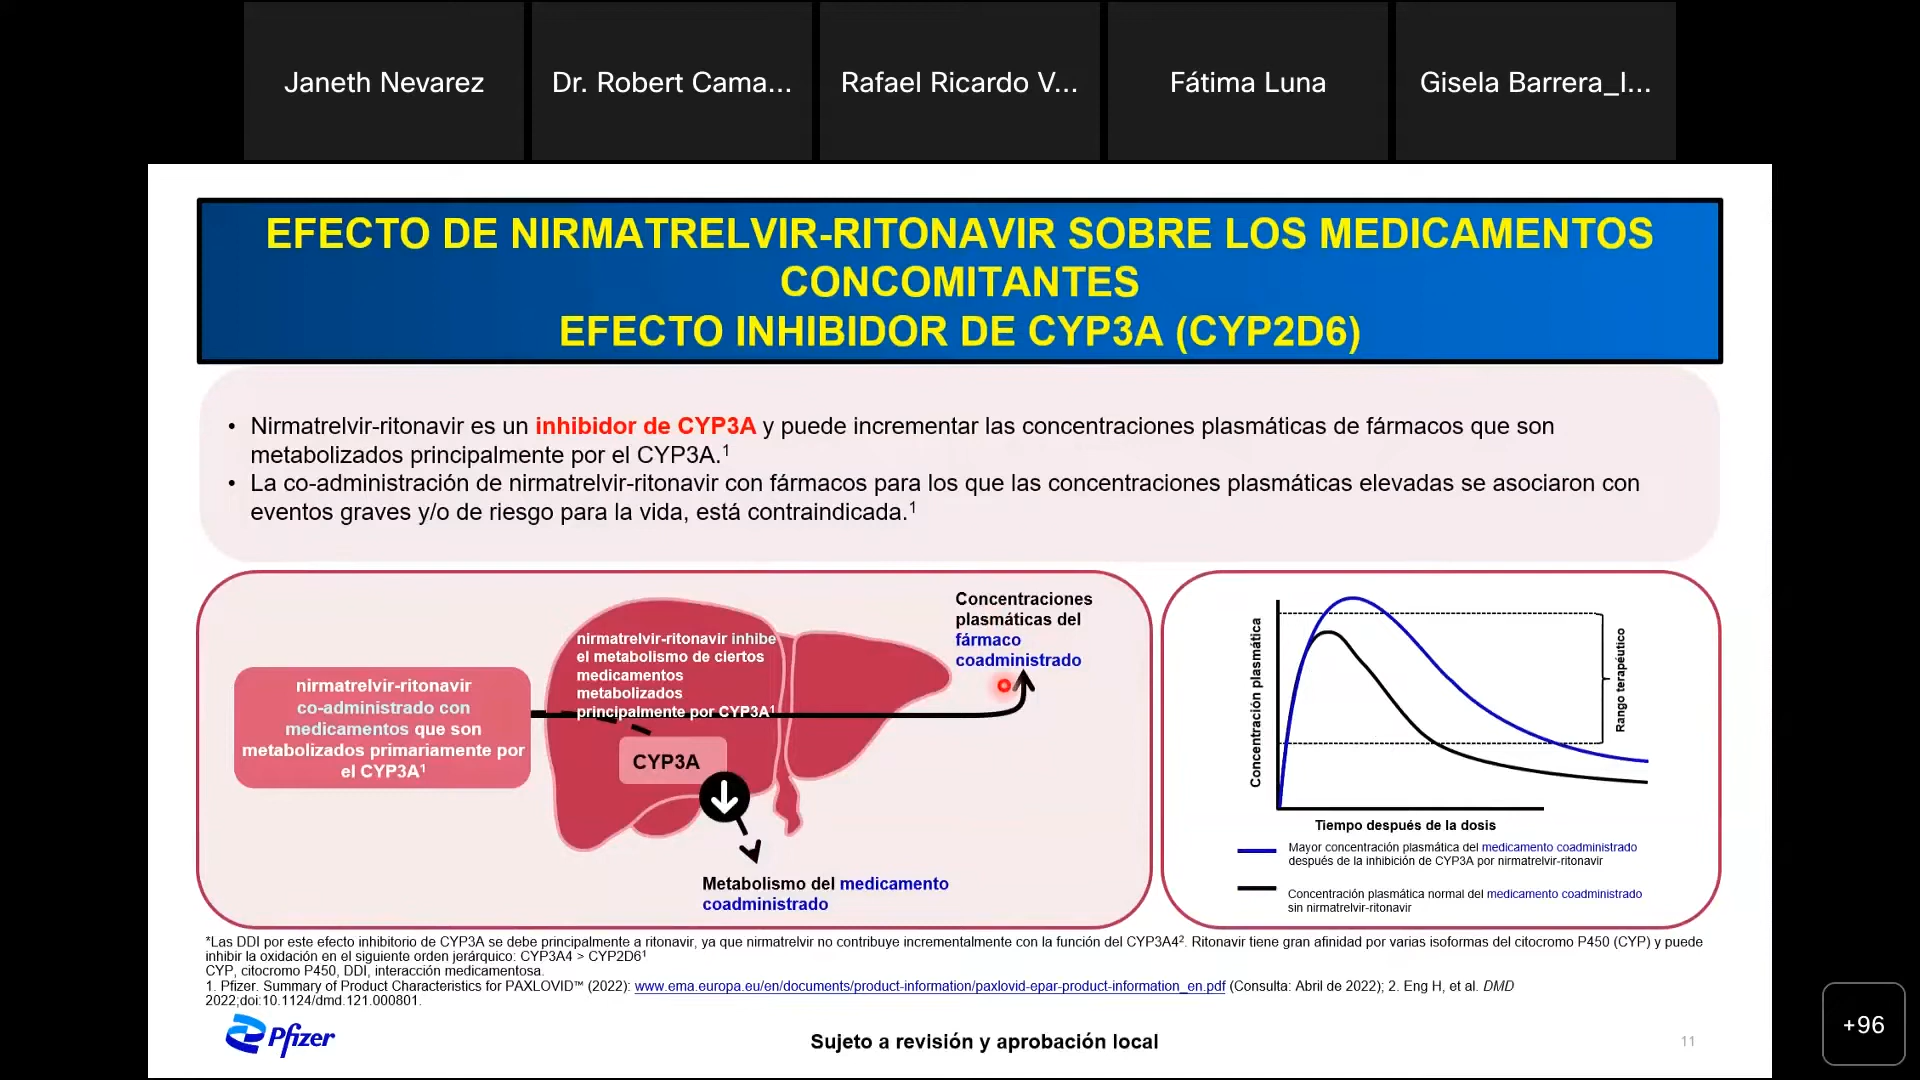 Janeth Nevarez
Dr. Robert Cama...
Rafael Ricardo V...
Fátima Luna
Gisela Barrera_I...
EFECTO DE NIRMATRELVIR-RITONAVIR SOBRE LOS MEDICAMENTOS
CONCOMITANTES
EFECTO INHIBIDOR DE CYP3A (CYP2D6)
• Nirmatrelvir-ritonavir es un inhibidor de CYP3A y puede incrementar las concentraciones plasmáticas de fármacos que son
metabolizados principalmente por el CYP3A.¹
• La co-administración de nirmatrelvir-ritonavir con fármacos para los que las concentraciones plasmáticas elevadas se asociaron con
eventos graves y/o de riesgo para la vida, está contraindicada.¹
nirmatrelvir-ritonavir
co-administrado con
medicamentos que son
metabolizados primariamente por
el CYP3A¹
nirmatrelvir-ritonavir inhibe
el metabolismo de ciertos
medicamentos
metabolizados
principalmente por CYP3A¹
CYP3A
Concentraciones
plasmáticas del
fármaco
coadministrado
Metabolismo del medicamento
coadministrado
Concentración plasmática
Rango terapéutico
Tiempo después de la dosis
Mayor concentración plasmática del medicamento coadministrado
después de la inhibición de CYP3A por nirmatrelvir-ritonavir
Concentración plasmática normal del medicamento coadministrado
sin nirmatrelvir-ritonavir
*Las DDI por este efecto inhibitorio de CYP3A se debe principalmente a ritonavir, ya que nirmatrelvir no contribuye incrementalmente con la función del CYP3A4². Ritonavir tiene gran afinidad por varias isoformas del citocromo P450 (CYP) y puede
inhibir la oxidación en el siguiente orden jerárquico: CYP3A4 > CYP2D6¹
CYP, citocromo P450, DDI, interacción medicamentosa.
1. Pfizer. Summary of Product Characteristics for PAXLOVID™ (2022): www.ema.europa.eu/en/documents/product-information/paxlovid-epar-product-information_en.pdf (Consulta: Abril de 2022); 2. Eng H, et al. DMD
2022;doi:10.1124/dmd.121.000801.
Pfizer
Sujeto a revisión y aprobación local
11
+96